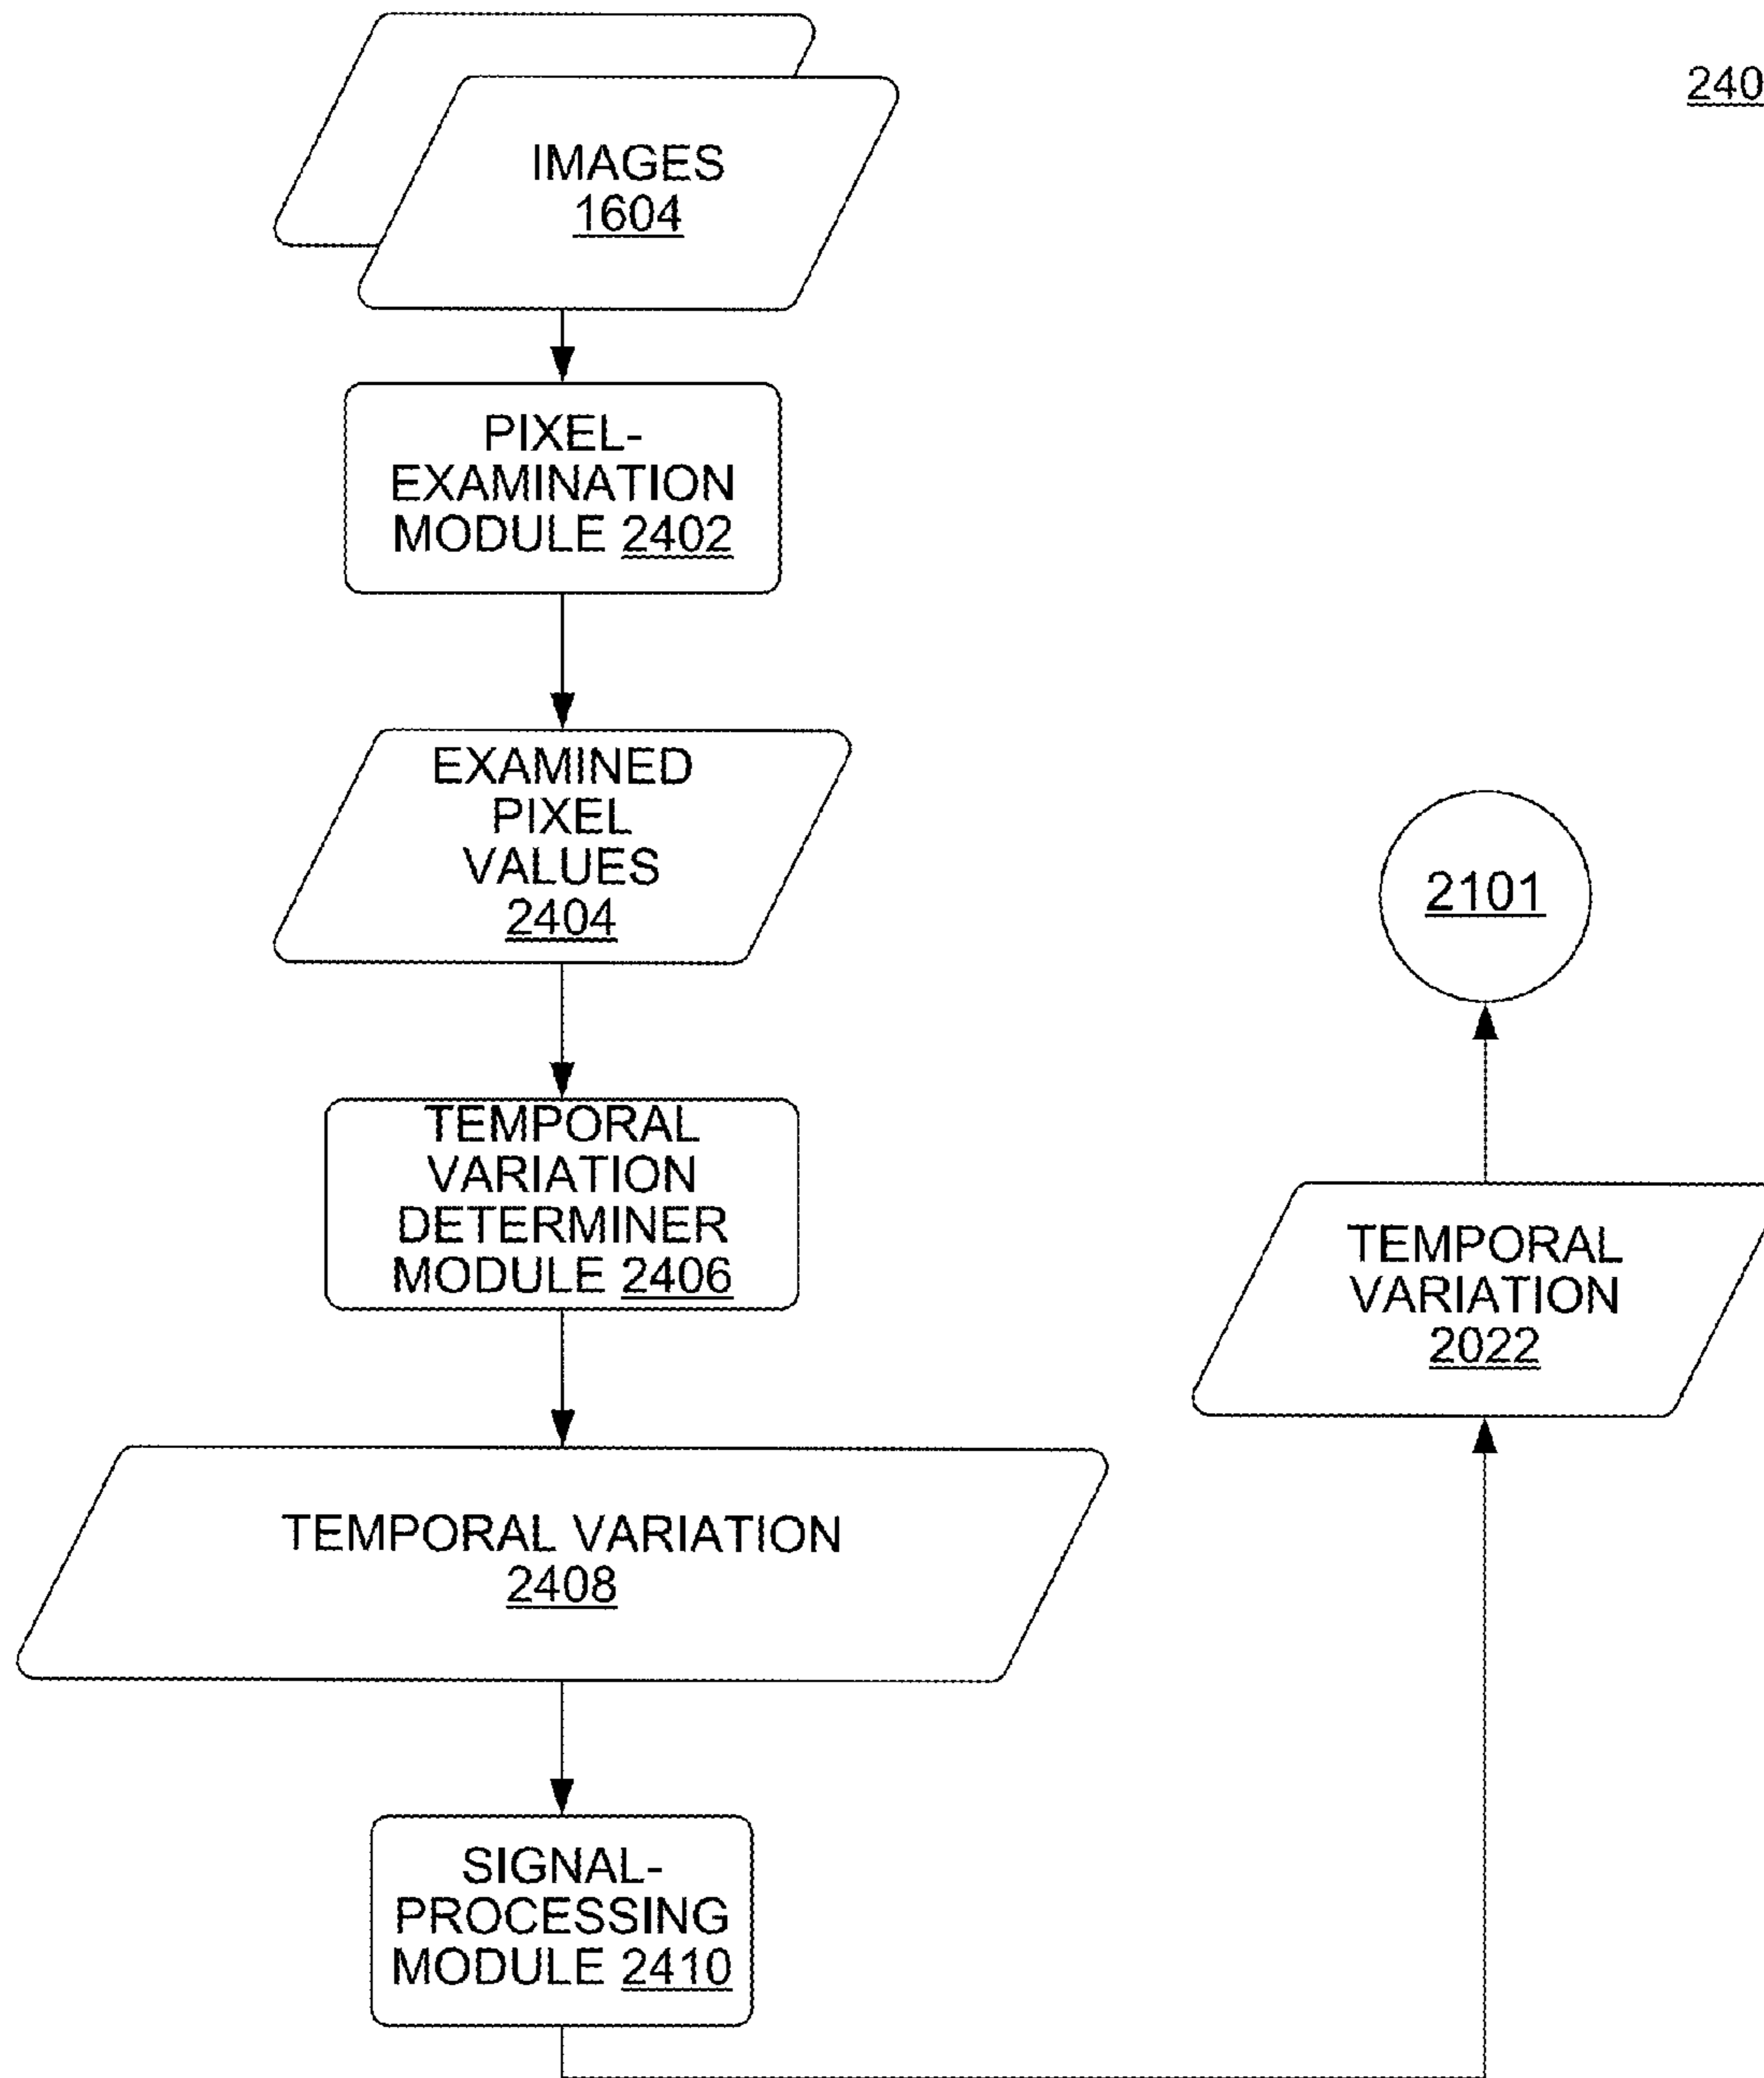 240
IMAGES
1604
PIXEL-
EXAMINATION
MODULE 2402
EXAMINED
PIXEL
VALUES
2404
TEMPORAL
VARIATION
DETERMINER
MODULE 2406
TEMPORAL VARIATION
2408
SIGNAL-
PROCESSING
MODULE 2410
TEMPORAL
VARIATION
2022
2101